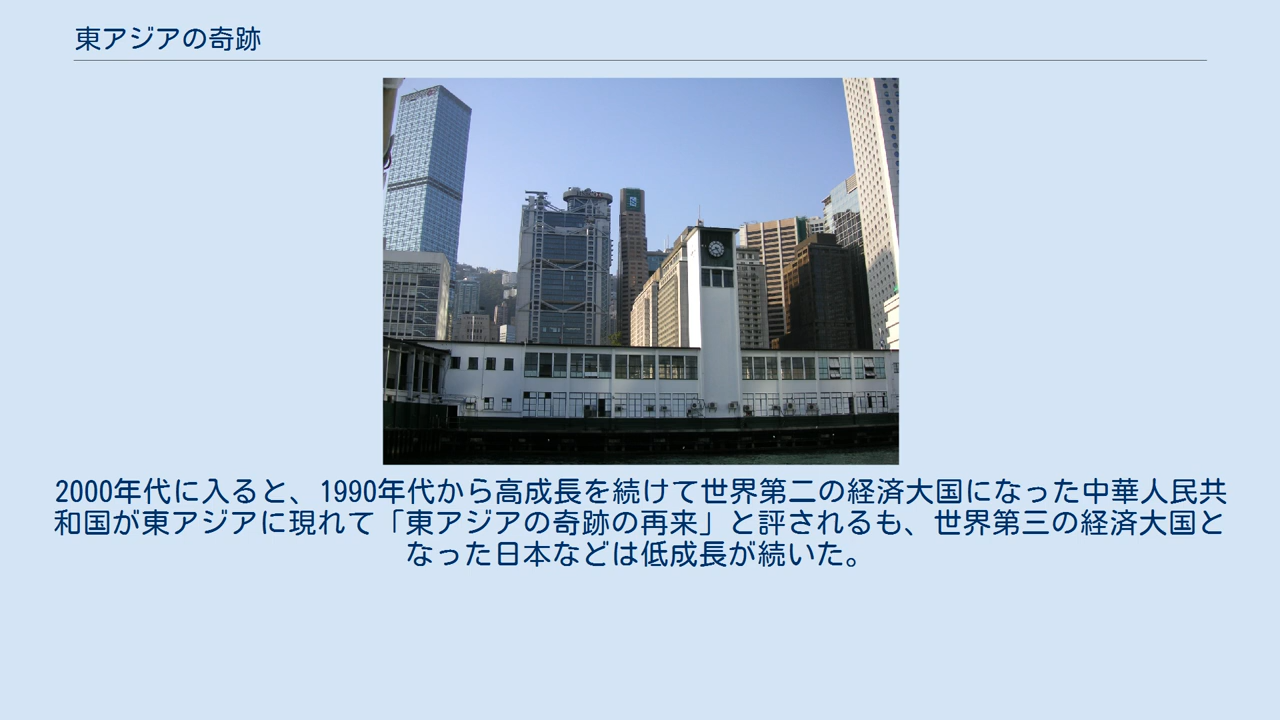 東アジアの奇跡
2000年代に入ると、1990年代から高成長を続けて世界第二の経済大国になった中華人民共
和国が東アジアに現れて「東アジアの奇跡の再来」と評されるも、世界第三の経済大国と
なった日本などは低成長が続いた。